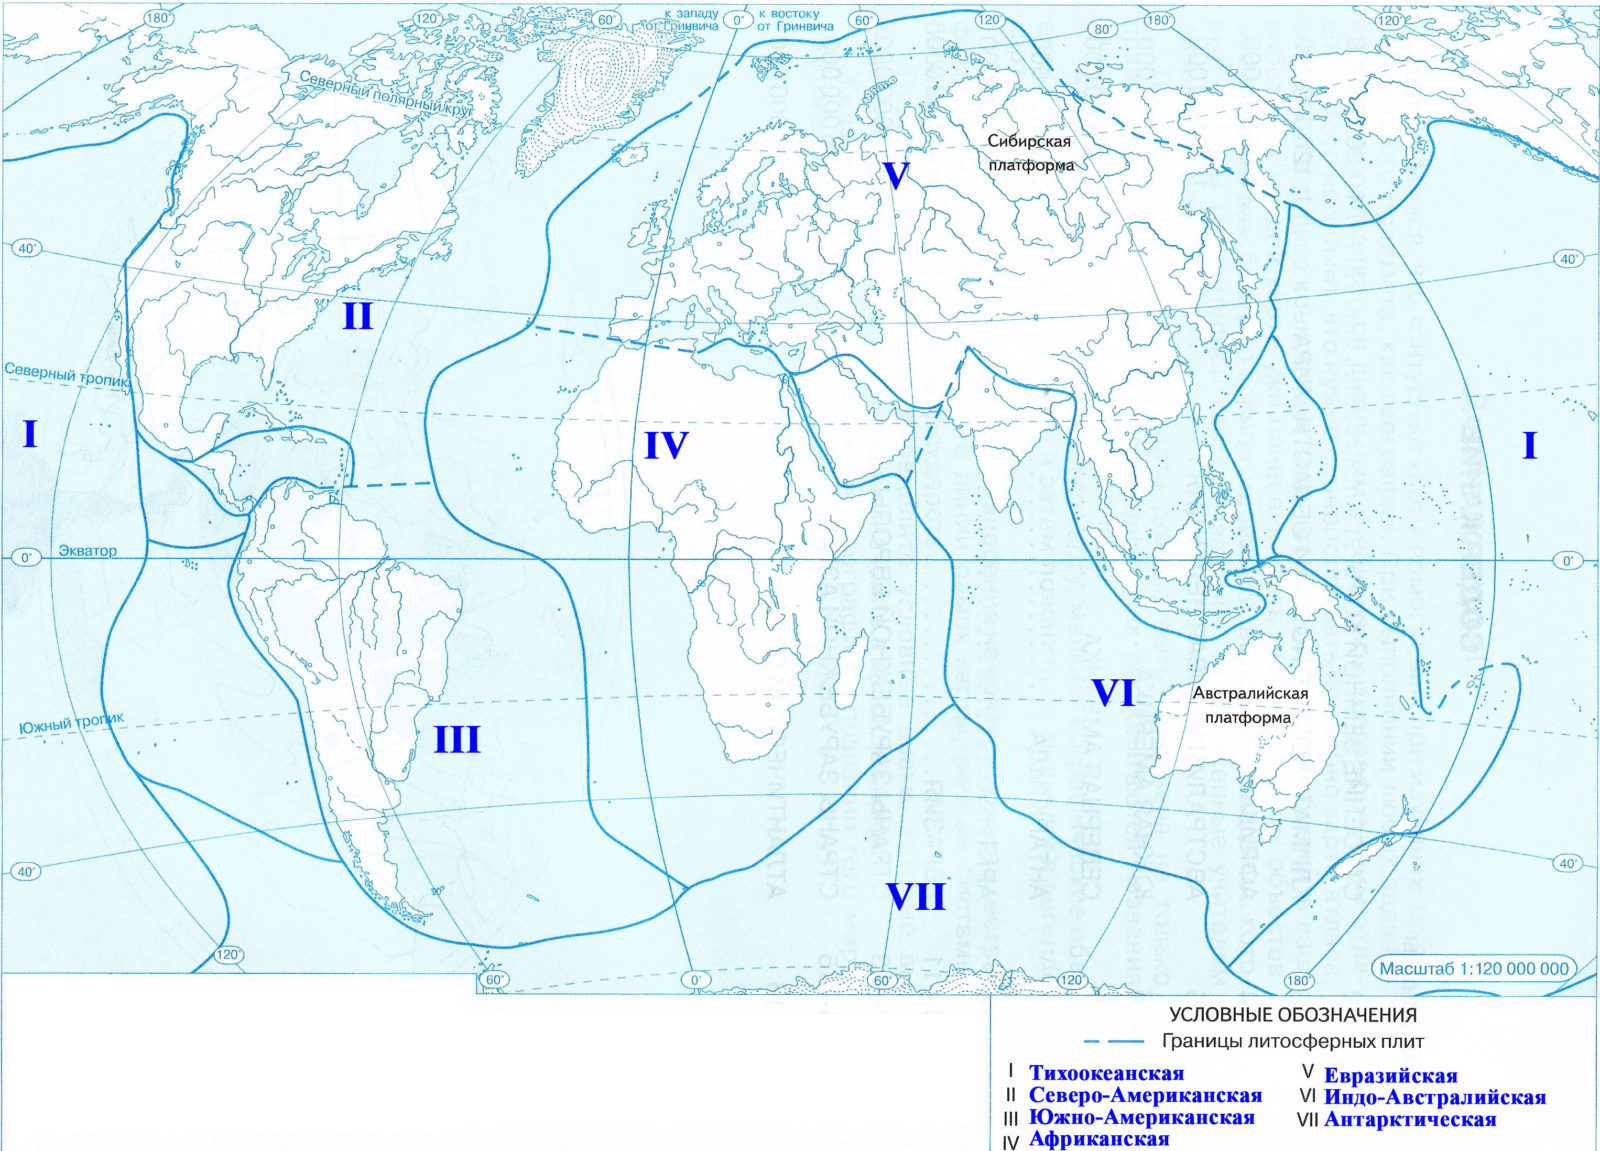 180°
120°
60°
к западу
от Гринвича
0°
к востоку
от Гринвича
60°
120°
80°
180°
120°
Северный полярный круг
Сибирская
платформа
V
40°
40°
II
Северный тропик
I
IV
I
Экватор
0°
0°
VI
Австралийская
платформа
Южный тропик
III
40°
40°
VII
120°
60°
0°
60°
120°
180°
Масштаб 1:120 000 000
УСЛОВНЫЕ ОБОЗНАЧЕНИЯ
Границы литосферных плит
I Тихоокеанская
II Северо-Американская
III Южно-Американская
IV Африканская
V Евразийская
VI Индо-Австралийская
VII Антарктическая